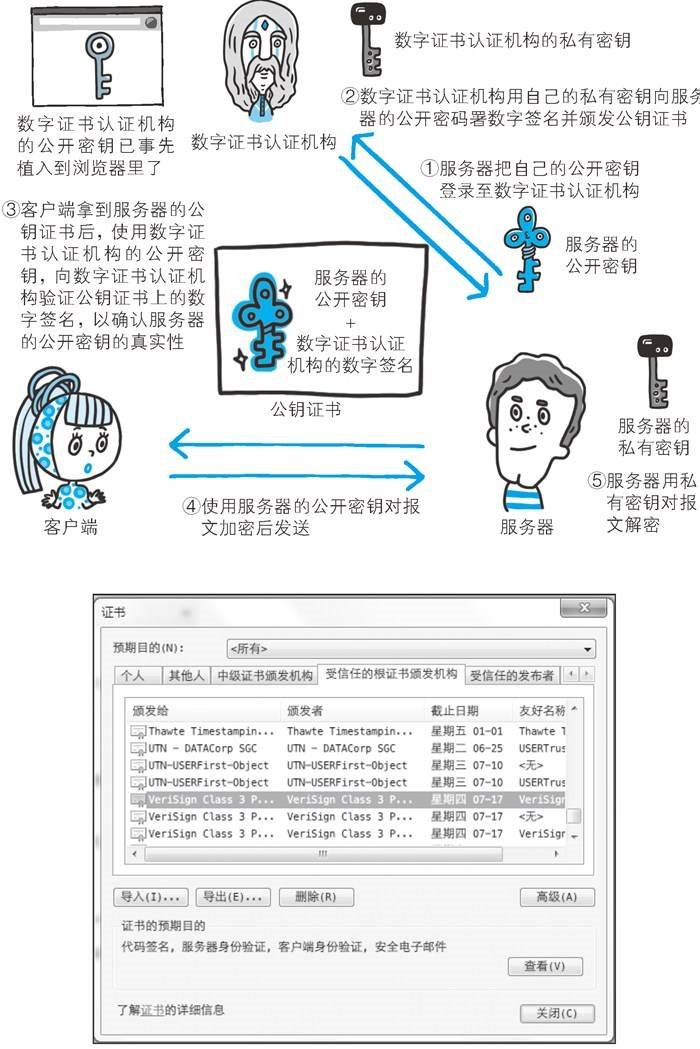 数字证书认证机构的私有密钥
数字证书认证机构
的公开密钥已事先
植入到浏览器里了
数字证书认证机构
②数字证书认证机构用自己的私有密钥向服务
器的公开密码署数字签名并颁发公钥证书
①服务器把自己的公开密钥
登录至数字证书认证机构
服务器的
公开密钥
③客户端拿到服务器的公
钥证书后，使用数字证
书认证机构的公开密
钥，向数字证书认证机
构验证公钥证书上的数
字签名，以确认服务器
的公开密钥的真实性
服务器的
公开密钥
+
数字证书认证
机构的数字签名
公钥证书
服务器的
私有密钥
④使用服务器的公开密钥对报
文加密后发送
⑤服务器用私
有密钥对报
文解密
客户端
服务器
证书
预期目的(N):
<所有>
个人 其他人 中级证书颁发机构 受信任的根证书颁发机构 受信任的发布者
颁发给 颁发者 截止日期 友好名称
Thawte Timestampin... Thawte Timestampin... 星期五 01-01 Thawte T
UTN - DATACorp SGC UTN - DATACorp SGC 星期二 06-25 USERTrus
UTN-USERFirst-Object UTN-USERFirst-Object 星期三 07-10 <无>
UTN-USERFirst-Object UTN-USERFirst-Object 星期三 07-10 USERTrus
VeriSign Class 3 P... VeriSign Class 3 P... 星期四 07-17 VeriSign
VeriSign Class 3 P... VeriSign Class 3 P... 星期四 07-17 <无>
VeriSign Class 3 P... VeriSign Class 3 P... 星期四 07-17 VeriSign
导入(I)... 导出(E)... 删除(R) 高级(A)
证书的预期目的
代码签名，服务器身份验证，客户端身份验证，安全电子邮件
查看(V)
了解证书的详细信息
关闭(C)